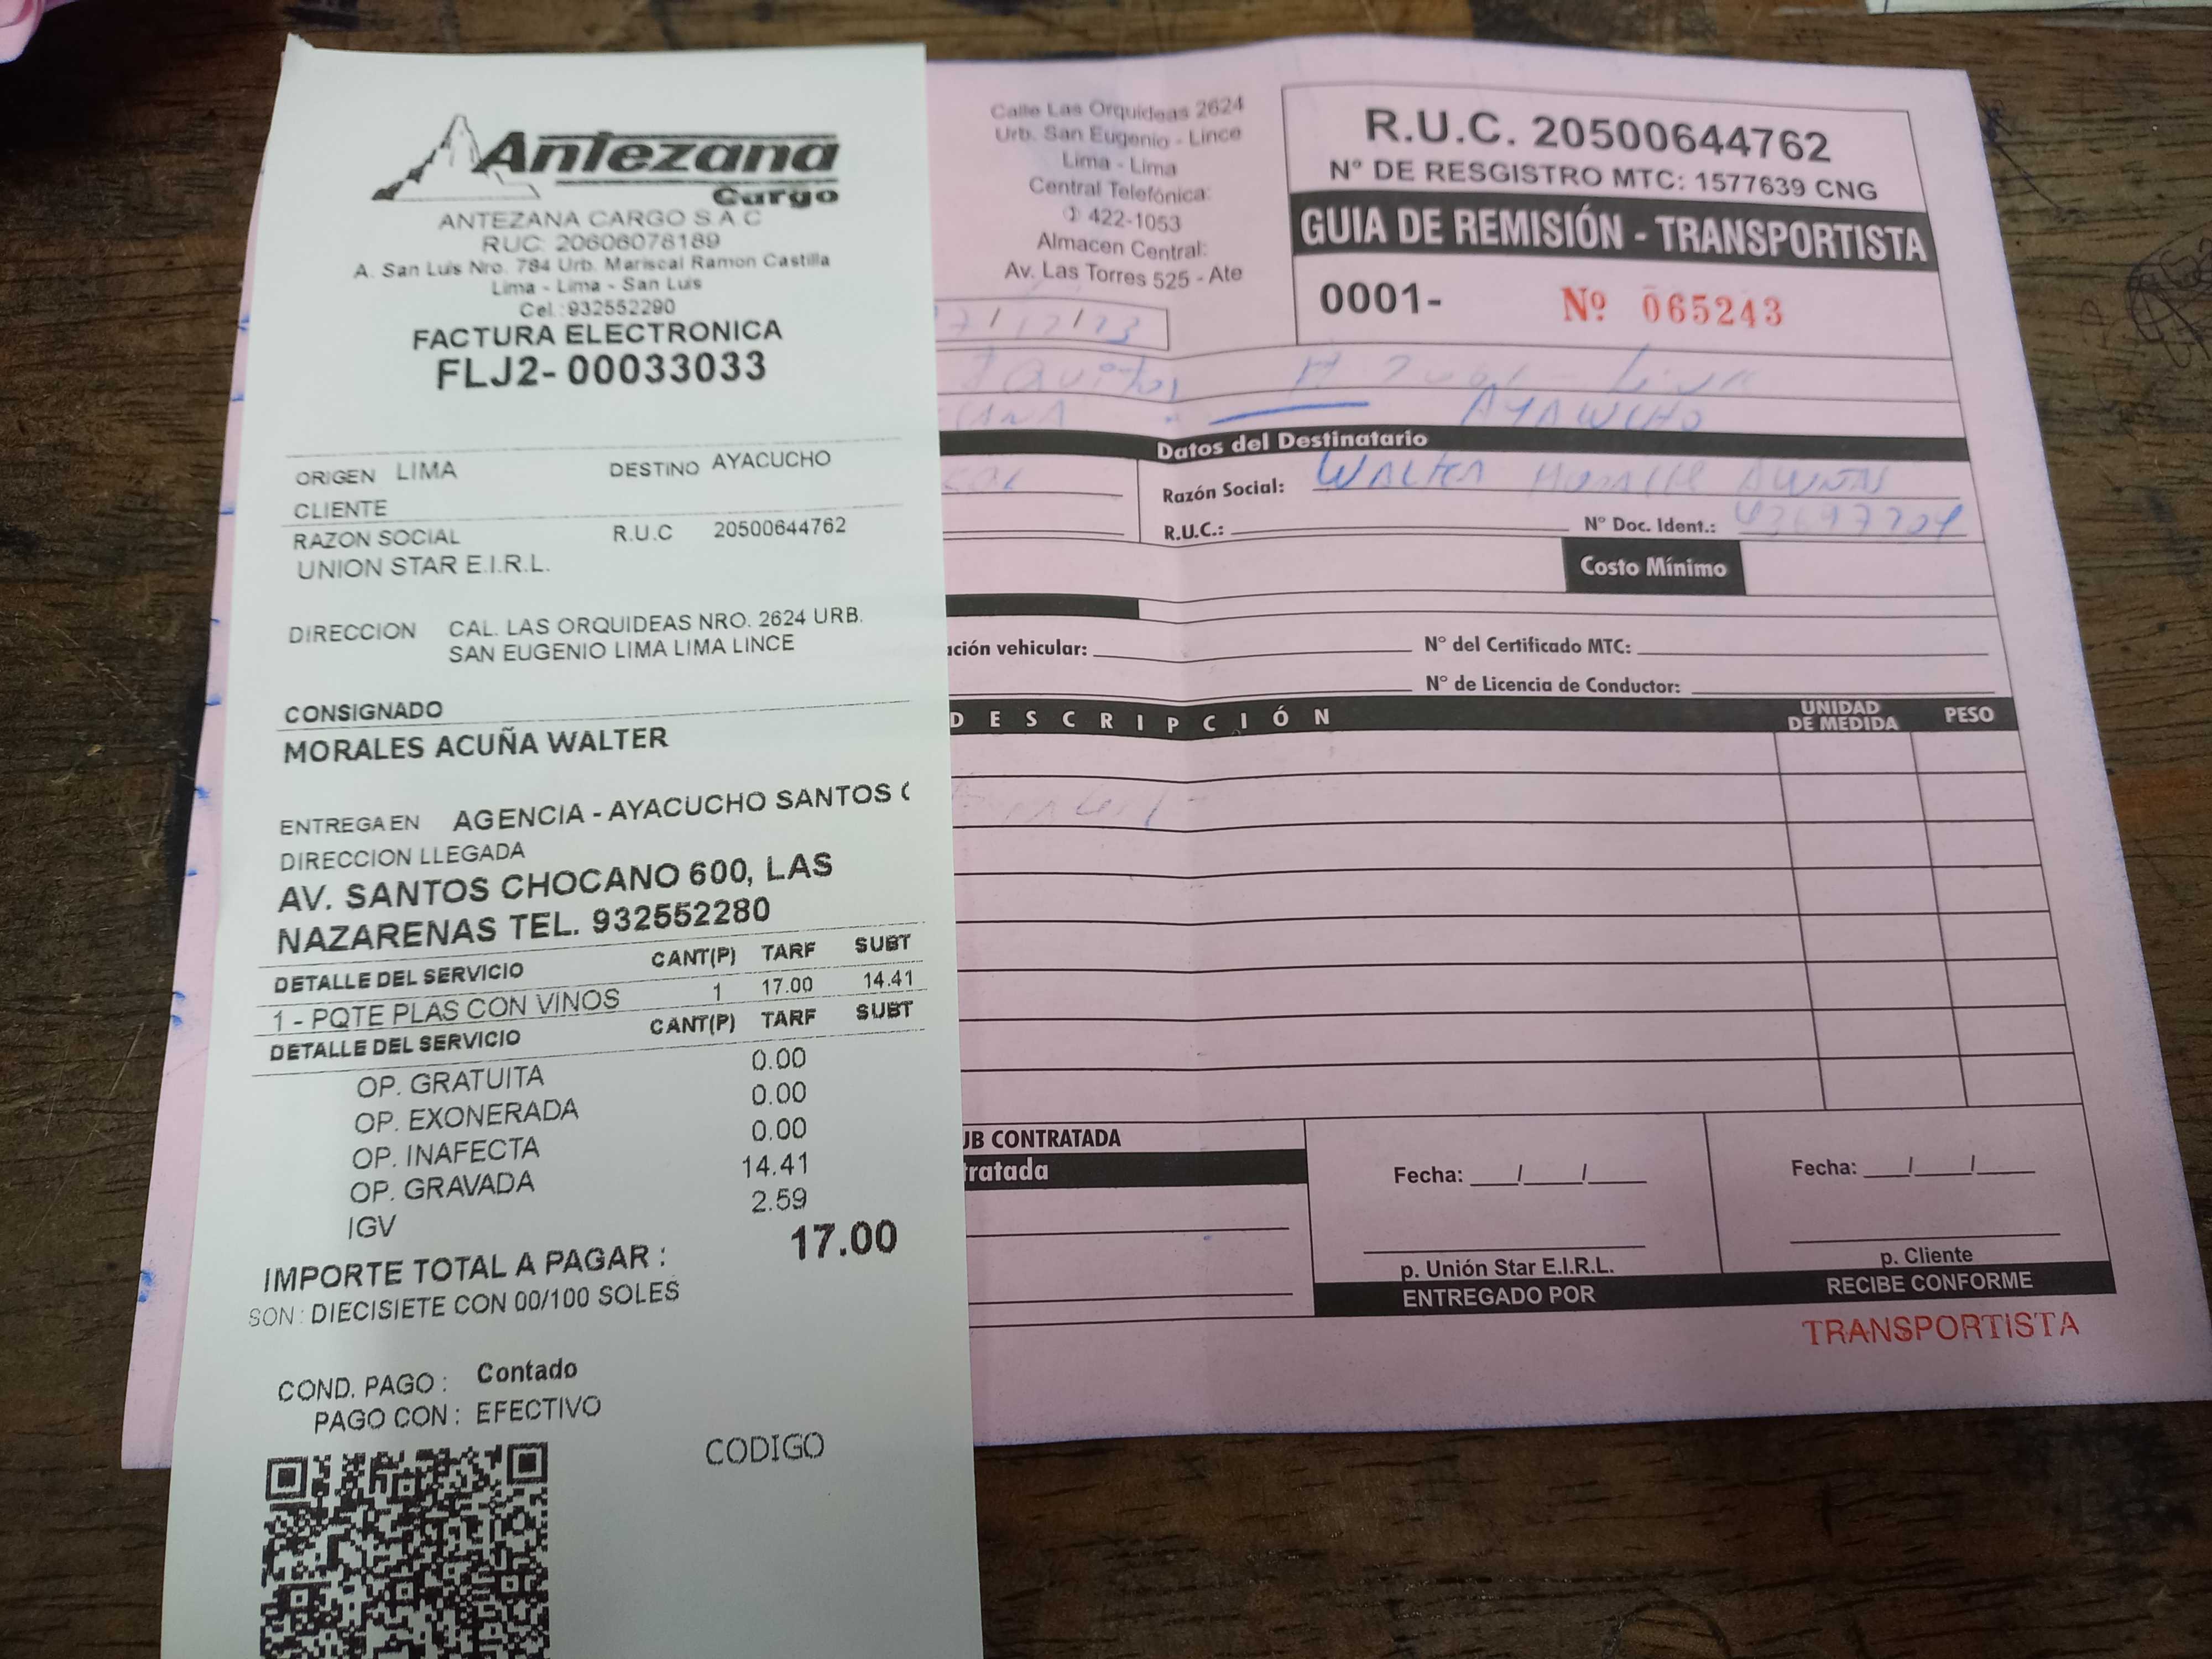 Antezana
Cargo
ANTEZANA CARGO S.A.C
RUC: 20606078189
A. San Luis Nro. 784 Urb. Mariscal Ramon Castilla
Lima - Lima - San Luis
Cel.:932552290
FACTURA ELECTRONICA
FLJ2- 00033033
ORIGEN LIMA DESTINO AYACUCHO
CLIENTE
RAZON SOCIAL R.U.C 20500644762
UNION STAR E.I.R.L.
DIRECCION CAL. LAS ORQUIDEAS NRO. 2624 URB.
SAN EUGENIO LIMA LIMA LINCE
CONSIGNADO
MORALES ACUÑA WALTER
ENTREGA EN AGENCIA - AYACUCHO SANTOS
DIRECCION LLEGADA
AV. SANTOS CHOCANO 600, LAS
NAZARENAS TEL. 932552280
DETALLE DEL SERVICIO CANT(P) TARF SUBT
1 - PQTE PLAS CON VINOS 1 17.00 14.41
DETALLE DEL SERVICIO CANT(P) TARF SUBT
OP. GRATUITA 0.00
OP. EXONERADA 0.00
OP. INAFECTA 0.00
OP. GRAVADA 14.41
IGV 2.59
IMPORTE TOTAL A PAGAR : 17.00
SON : DIECISIETE CON 00/100 SOLES
COND. PAGO : Contado
PAGO CON : EFECTIVO
CODIGO
Calle Las Orquideas 2624
Urb. San Eugenio - Lince
Lima - Lima
Central Telefónica:
422-1053
Almacen Central:
Av. Las Torres 525 - Ate
R.U.C. 20500644762
N° DE RESGISTRO MTC: 1577639 CNG
GUIA DE REMISIÓN - TRANSPORTISTA
0001- Nº 065243
7/12/23
AYACUCHO
Datos del Destinatario
Razón Social: WALTER
R.U.C.: N° Doc. Ident.:
Costo Mínimo
ción vehicular: N° del Certificado MTC:
N° de Licencia de Conductor:
DESCRIPCIÓN UNIDAD DE MEDIDA PESO
UB CONTRATADA
tratada
Fecha: / / Fecha: / /
p. Unión Star E.I.R.L. p. Cliente
ENTREGADO POR RECIBE CONFORME
TRANSPORTISTA